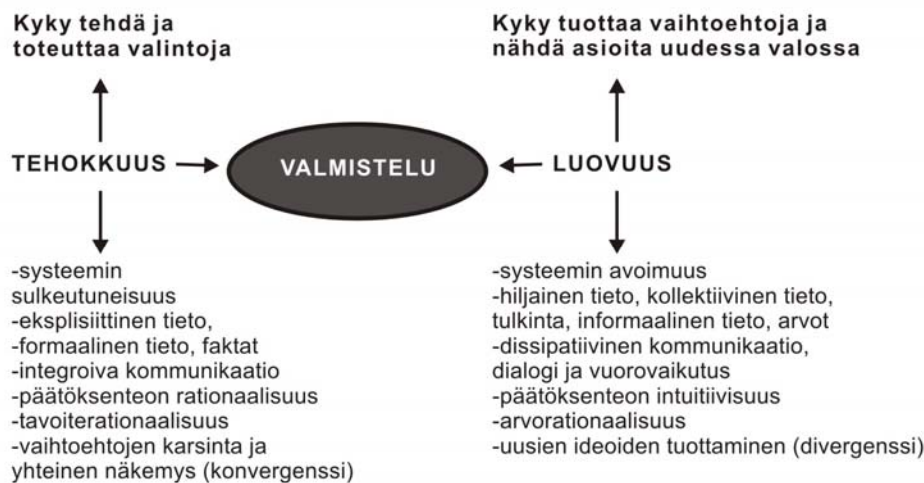 Kyky tehdä ja
toteuttaa valintoja
Kyky tuottaa vaihtoehtoja ja
nähdä asioita uudessa valossa
TEHOKKUUS
VALMISTELU
LUOVUUS
-systeemin
sulkeutuneisuus
-eksplisiittinen tieto,
-formaalinen tieto, faktat
-integroiva kommunikaatio
-päätöksenteon rationaalisuus
-tavoiterationaalisuus
-vaihtoehtojen karsinta ja
yhteinen näkemys (konvergenssi)
-systeemin avoimuus
-hiljainen tieto, kollektiivinen tieto,
tulkinta, informaalinen tieto, arvot
-dissipatiivinen kommunikaatio,
dialogi ja vuorovaikutus
-päätöksenteon intuitiivisuus
-arvorationaalisuus
-uusien ideoiden tuottaminen (divergenssi)